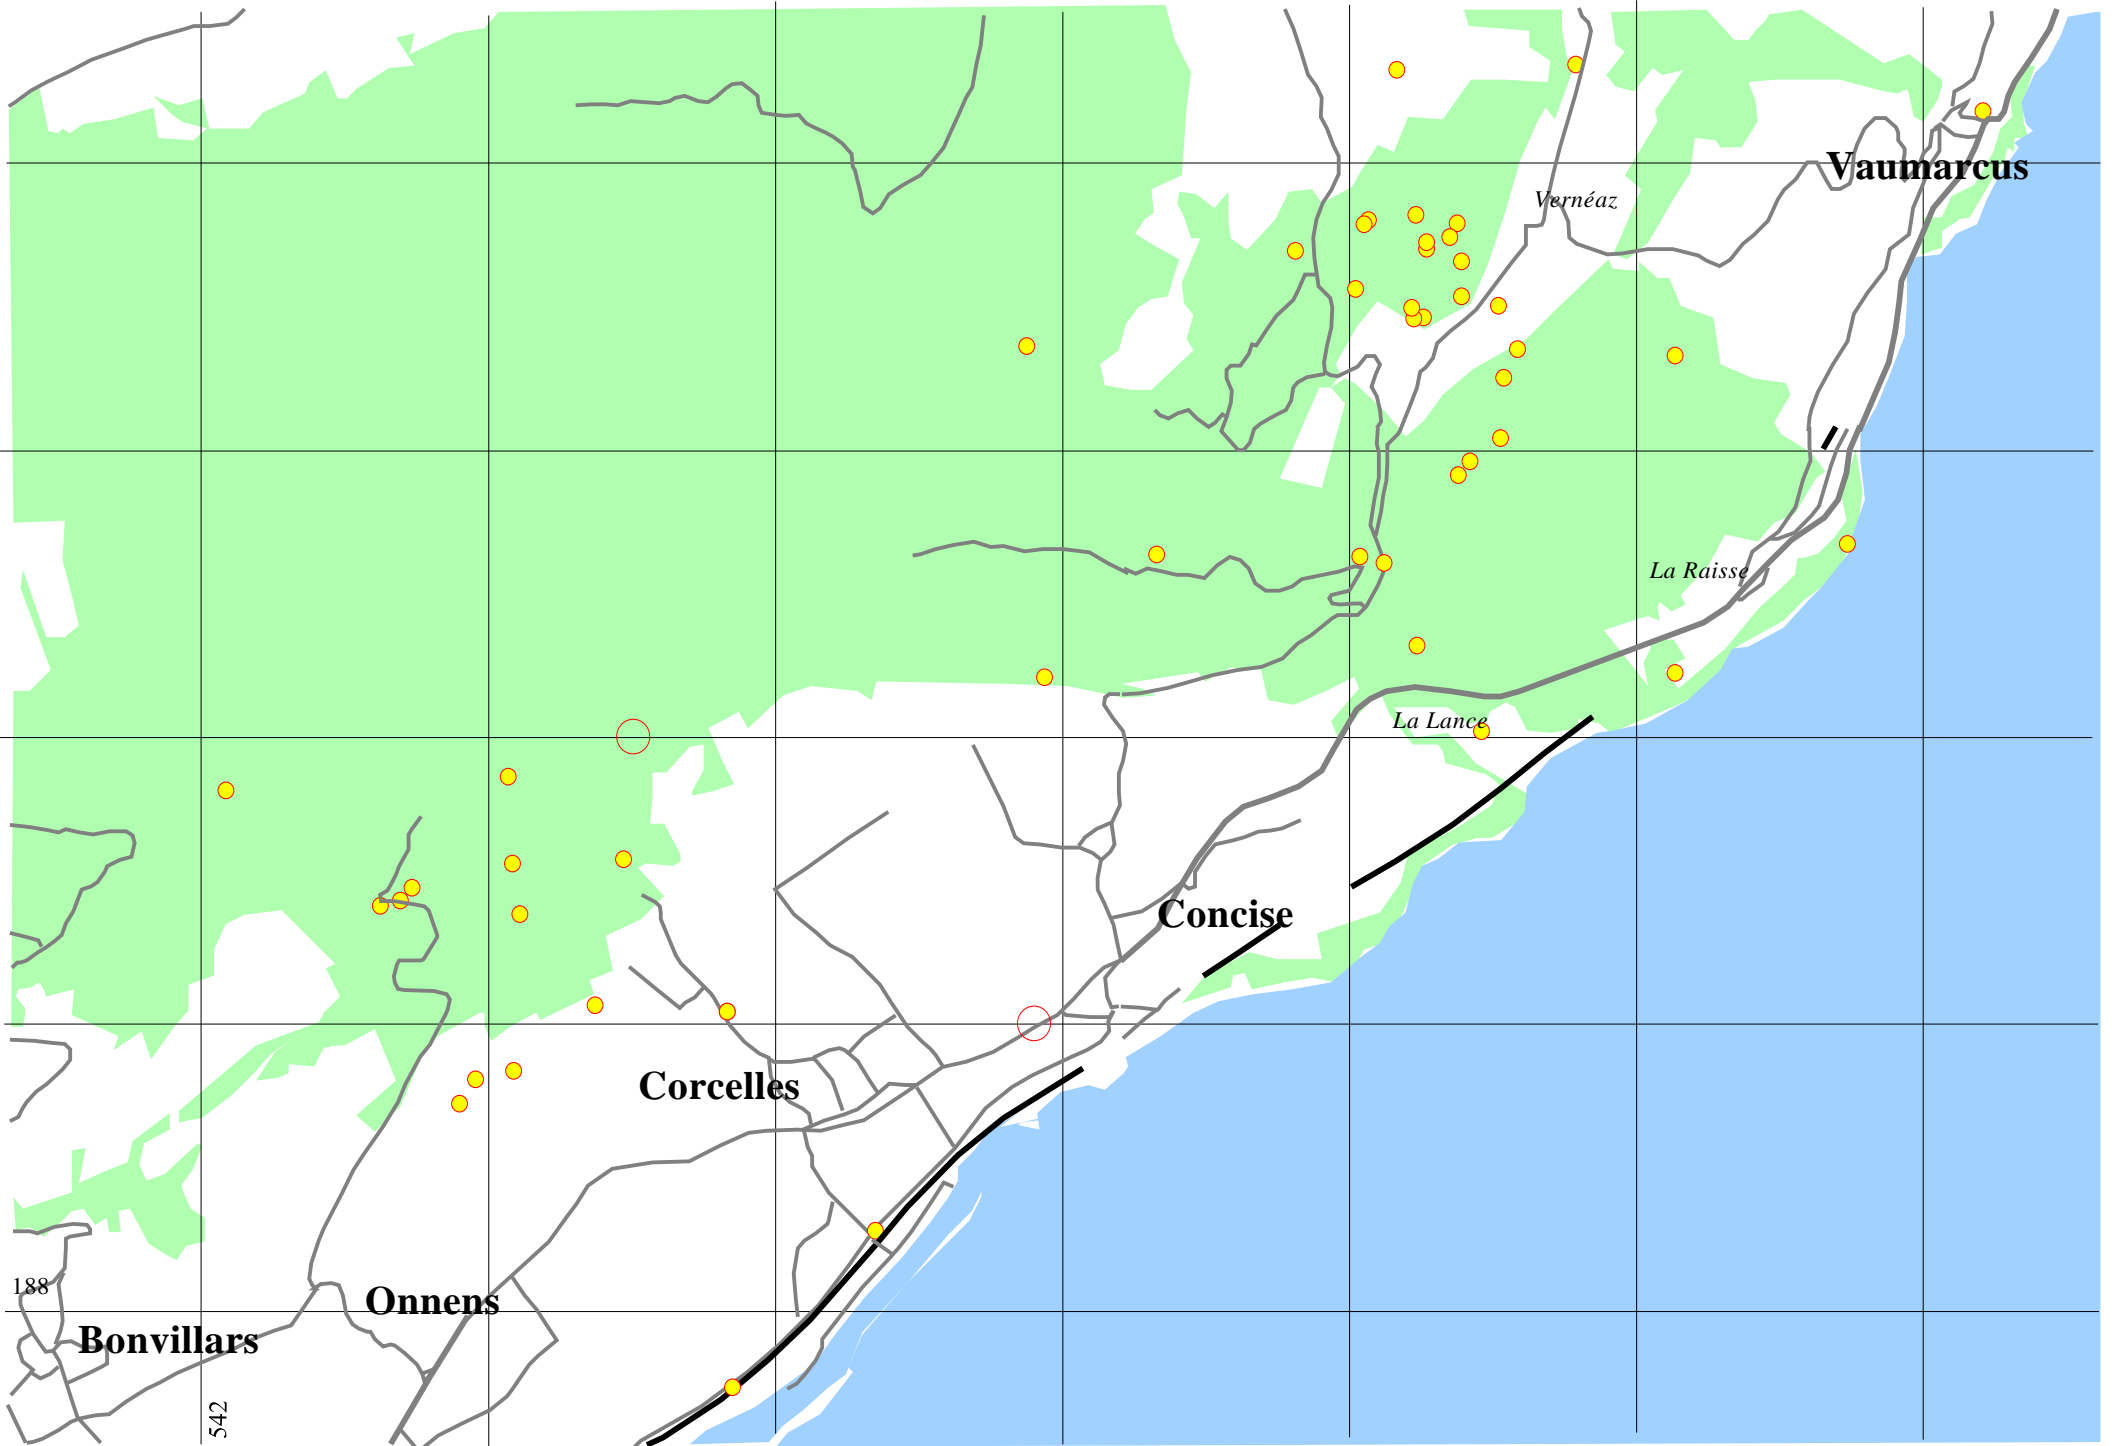 Vaumarcus
Vernéaz
La Raisse
La Lance
Concise
Corcelles
188
Onnens
Bonvillars
542